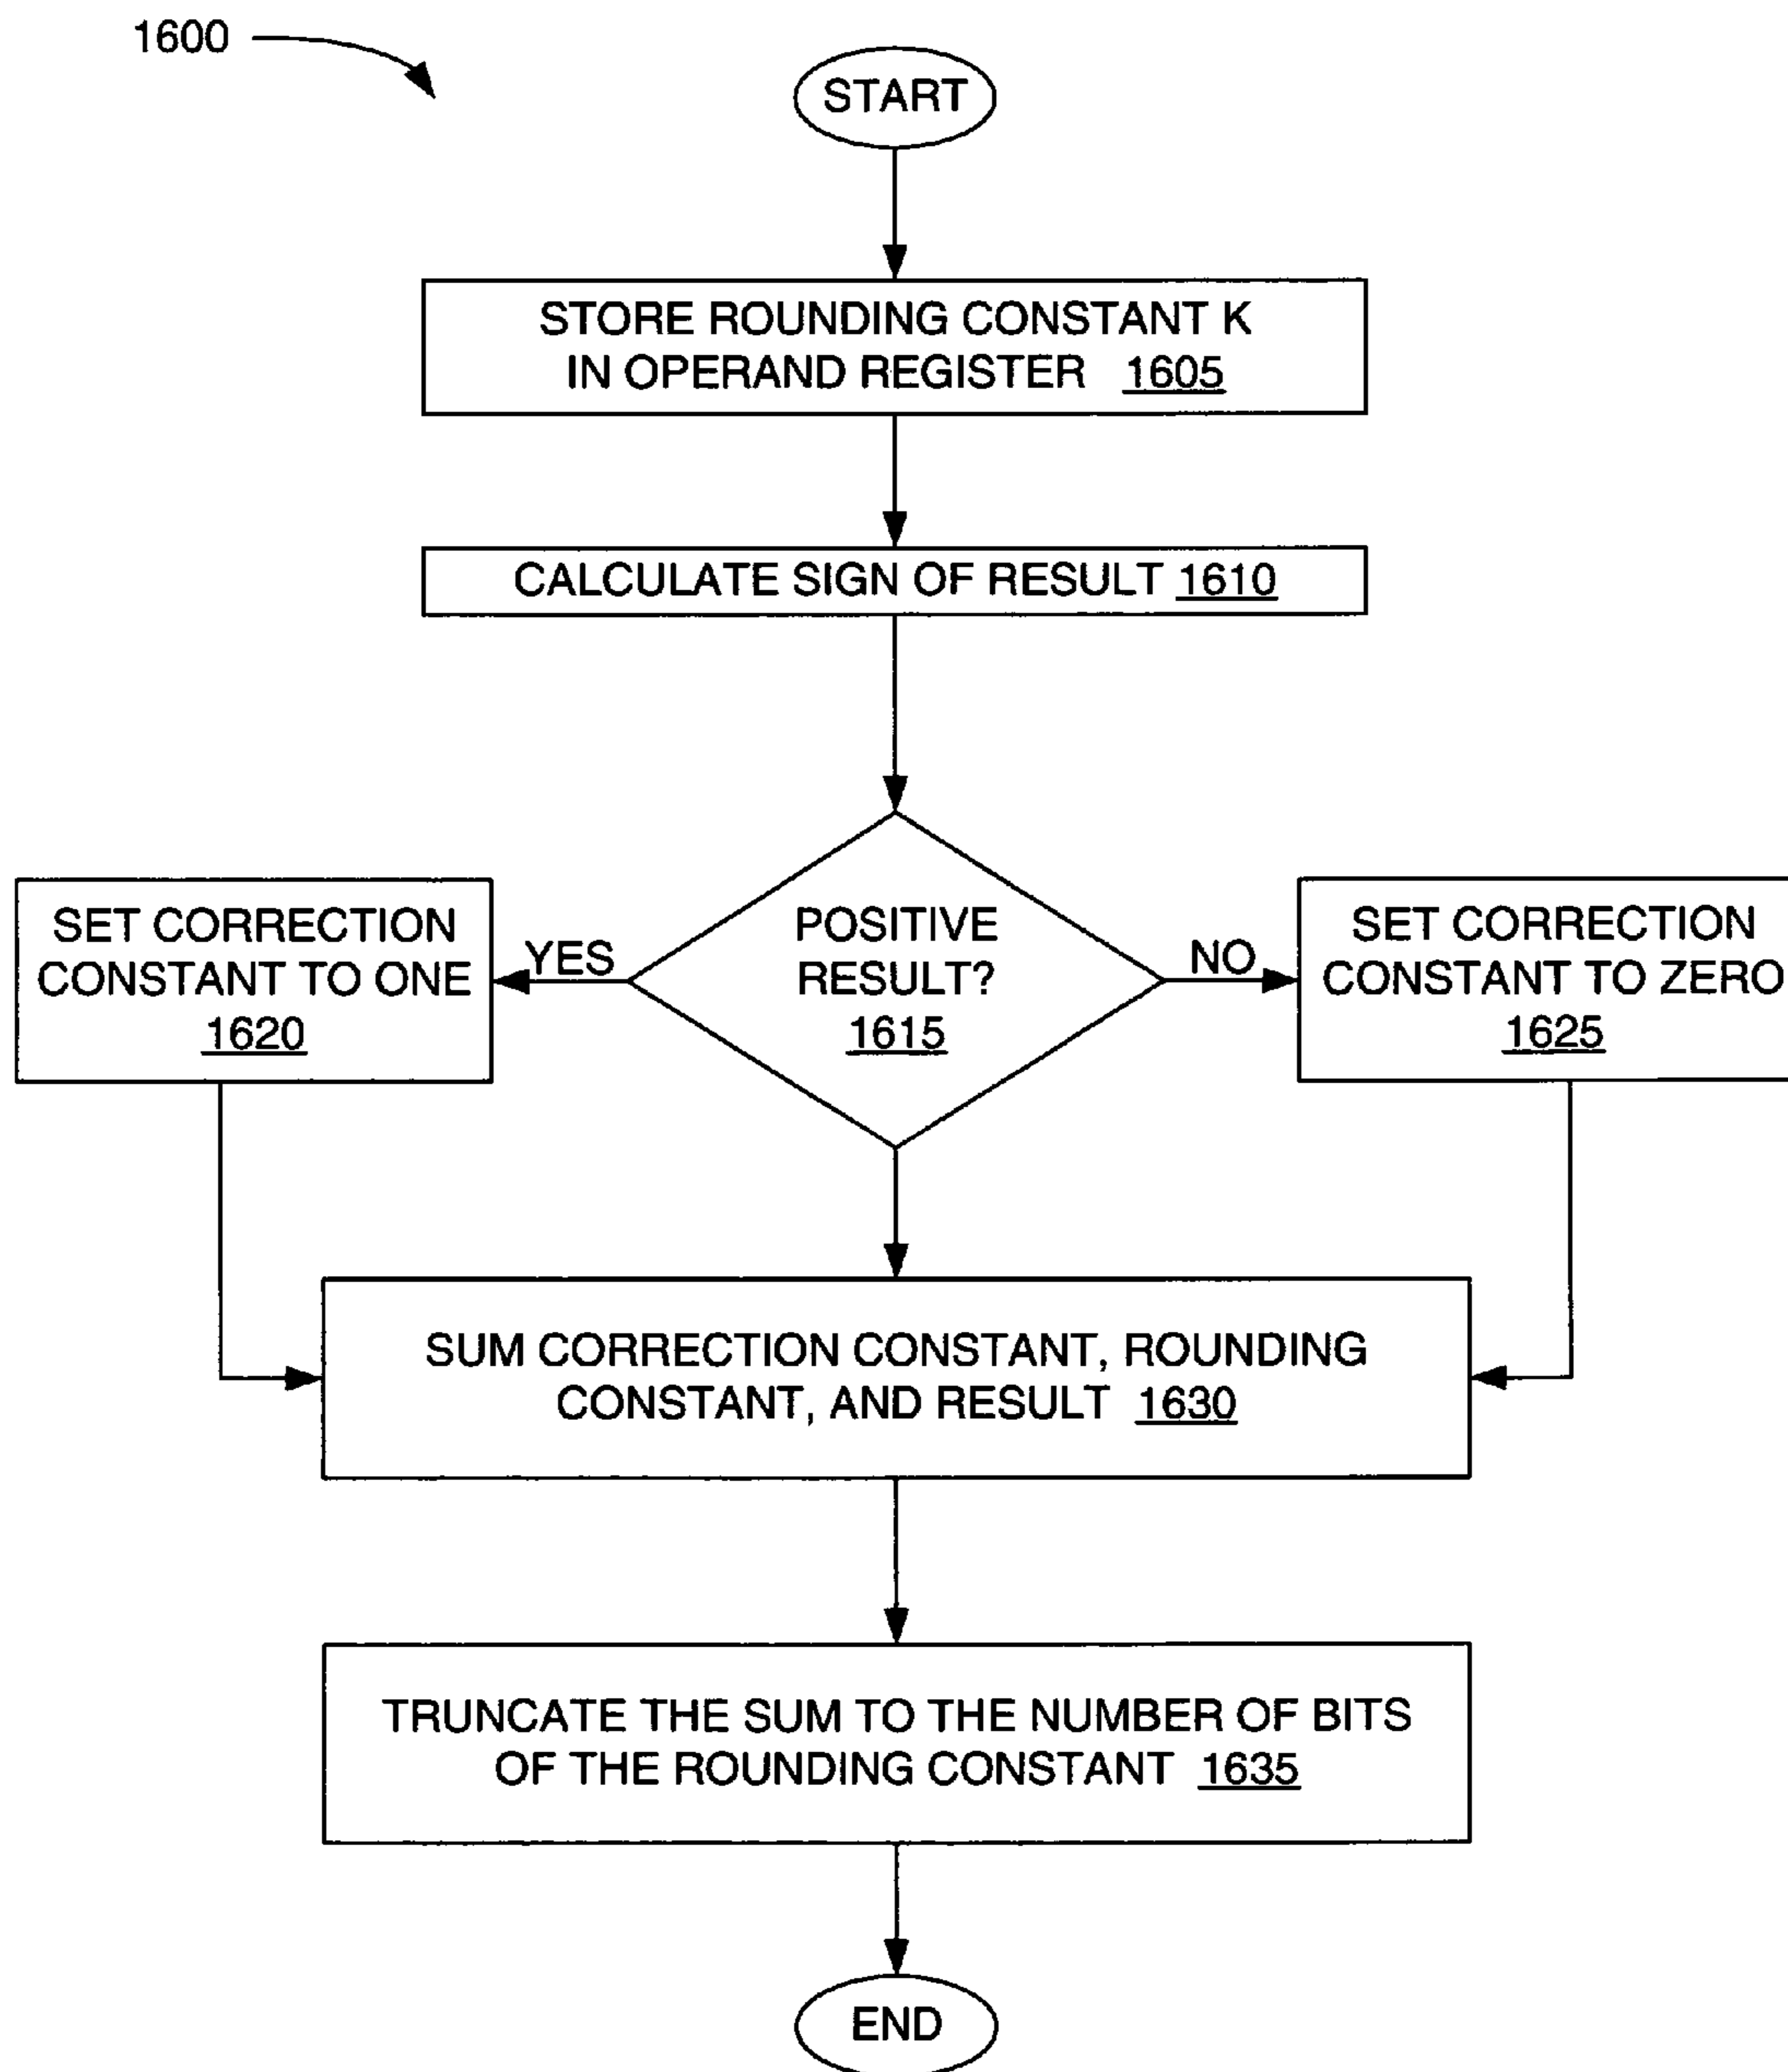 1600
START
STORE ROUNDING CONSTANT K
IN OPERAND REGISTER 1605
CALCULATE SIGN OF RESULT 1610
SET CORRECTION
CONSTANT TO ONE
1620
YES
POSITIVE
RESULT?
1615
NO
SET CORRECTION
CONSTANT TO ZERO
1625
SUM CORRECTION CONSTANT, ROUNDING
CONSTANT, AND RESULT 1630
TRUNCATE THE SUM TO THE NUMBER OF BITS
OF THE ROUNDING CONSTANT 1635
END